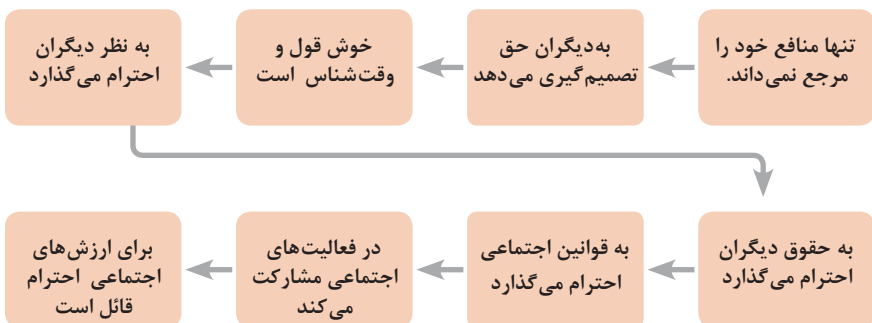 تنها منافع خود را
مرجع نمی‌داند.
به‌دیگران حق
تصمیم‌گیری می‌دهد
خوش قول و
وقت‌شناس است
به نظر دیگران
احترام می‌گذارد
به حقوق دیگران
احترام می‌گذارد
به قوانین اجتماعی
احترام می‌گذارد
در فعالیت‌های
اجتماعی مشارکت
می‌کند
برای ارزش‌های
اجتماعی احترام
قائل است